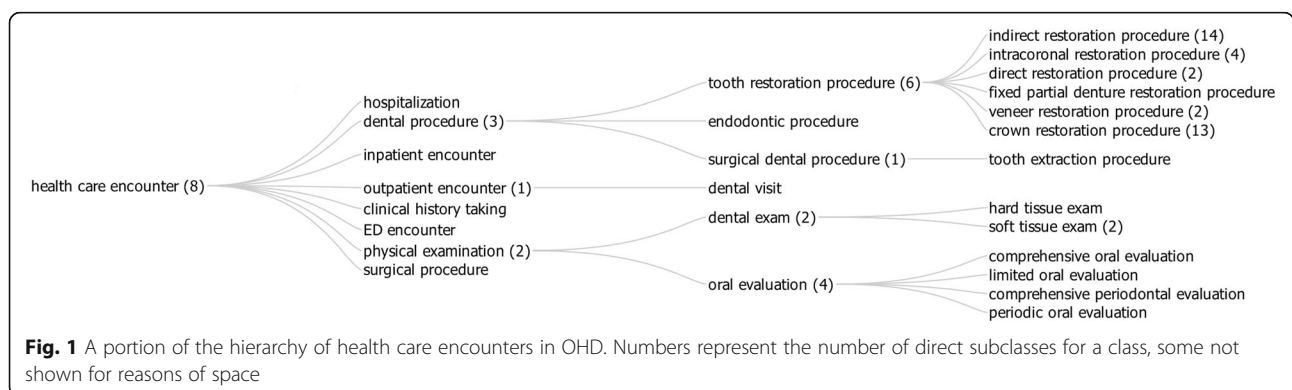 health care encounter (8)
hospitalization
dental procedure (3)
inpatient encounter
outpatient encounter (1)
clinical history taking
ED encounter
physical examination (2)
surgical procedure
tooth restoration procedure (6)
endodontic procedure
surgical dental procedure (1)
dental visit
dental exam (2)
oral evaluation (4)
indirect restoration procedure (14)
intracoronal restoration procedure (4)
direct restoration procedure (2)
fixed partial denture restoration procedure
veneer restoration procedure (2)
crown restoration procedure (13)
tooth extraction procedure
hard tissue exam
soft tissue exam (2)
comprehensive oral evaluation
limited oral evaluation
comprehensive periodontal evaluation
periodic oral evaluation
Fig. 1 A portion of the hierarchy of health care encounters in OHD. Numbers represent the number of direct subclasses for a class, some not
shown for reasons of space